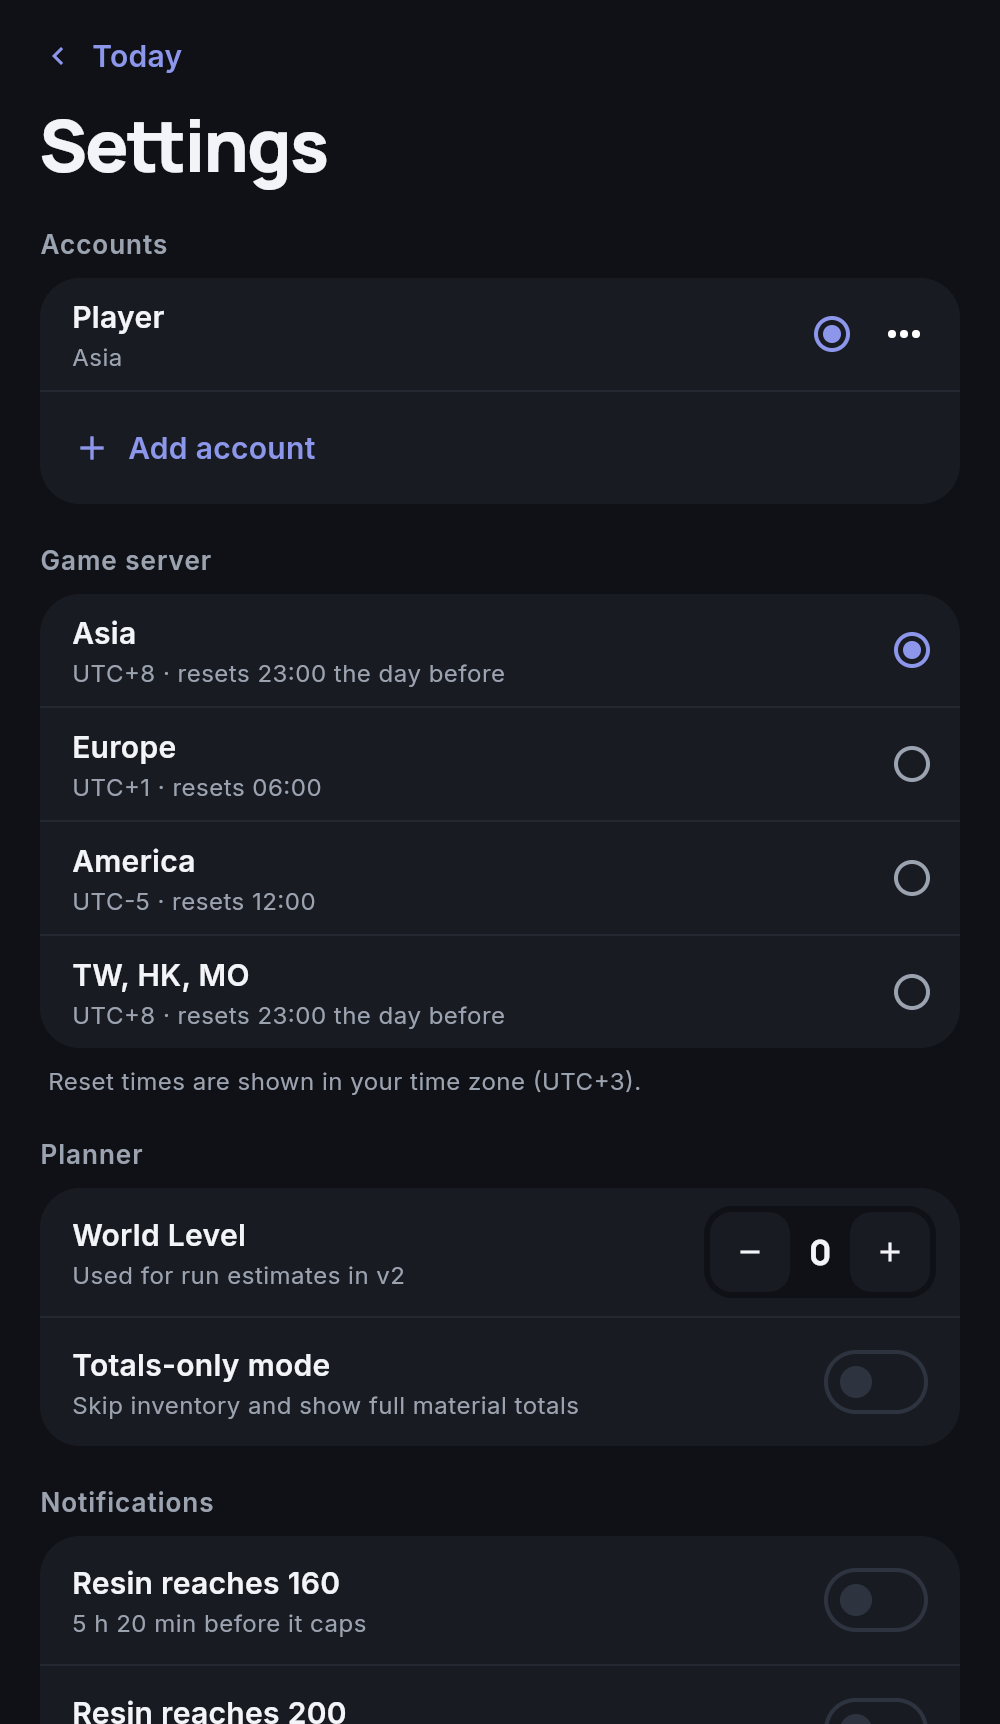 Today
Settings
Accounts
Player
Asia
Add account
Game server
Asia
UTC+8 · resets 23:00 the day before
Europe
UTC+1 · resets 06:00
America
UTC-5 · resets 12:00
TW, HK, MO
UTC+8 · resets 23:00 the day before
Reset times are shown in your time zone (UTC+3).
Planner
World Level
Used for run estimates in v2
0
Totals-only mode
Skip inventory and show full material totals
Notifications
Resin reaches 160
5 h 20 min before it caps
Resin reaches 200